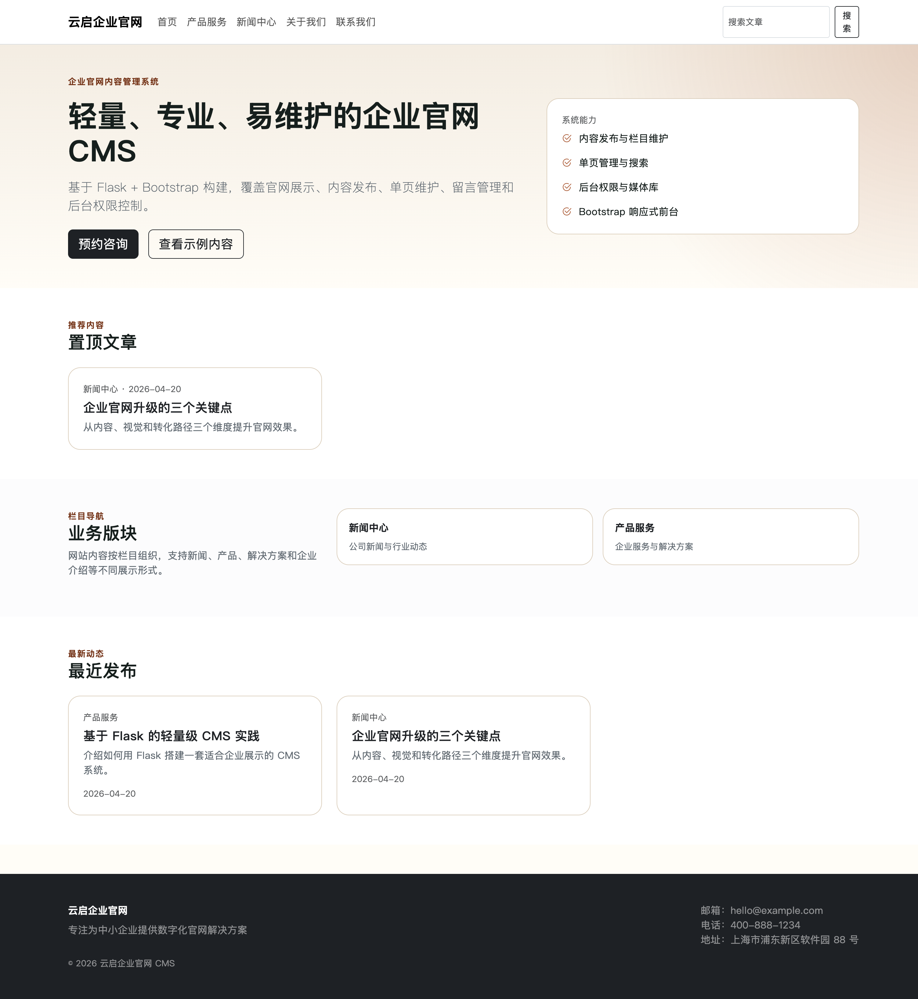 云启企业官网
首页 产品服务 新闻中心 关于我们 联系我们
搜索文章
搜
索
企业官网内容管理系统
轻量、专业、易维护的企业官网
CMS
基于 Flask + Bootstrap 构建，覆盖官网展示、内容发布、单页维护、留言管理和
后台权限控制。
预约咨询
查看示例内容
系统能力
内容发布与栏目维护
单页管理与搜索
后台权限与媒体库
Bootstrap 响应式前台
推荐内容
置顶文章
新闻中心 · 2026-04-20
企业官网升级的三个关键点
从内容、视觉和转化路径三个维度提升官网效果。
栏目导航
业务版块
网站内容按栏目组织，支持新闻、产品、解决方案和企业
介绍等不同展示形式。
新闻中心
公司新闻与行业动态
产品服务
企业服务与解决方案
最新动态
最近发布
产品服务
基于 Flask 的轻量级 CMS 实践
介绍如何用 Flask 搭建一套适合企业展示的 CMS
系统。
2026-04-20
新闻中心
企业官网升级的三个关键点
从内容、视觉和转化路径三个维度提升官网效果。
2026-04-20
云启企业官网
专注为中小企业提供数字化官网解决方案
© 2026 云启企业官网 CMS
邮箱：hello@example.com
电话：400-888-1234
地址：上海市浦东新区软件园 88 号